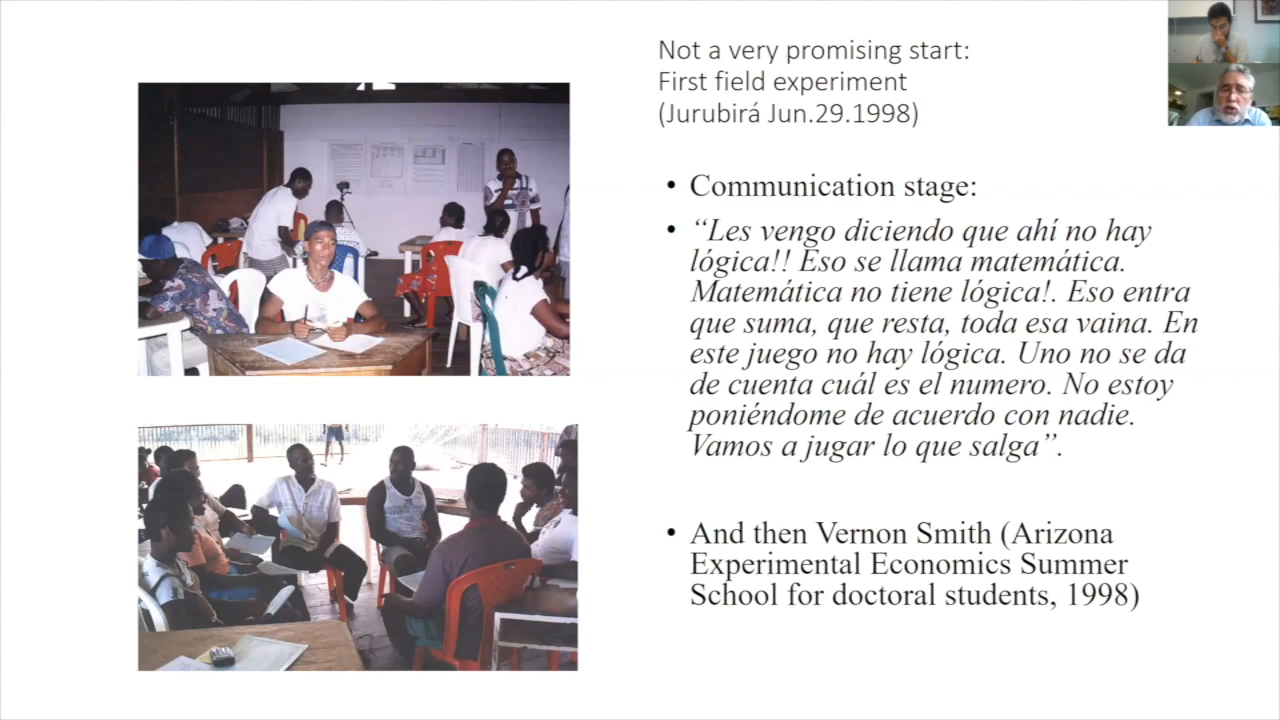 Not a very promising start:
First field experiment
(Jurubirá Jun.29.1998)
• Communication stage:
• “Les vengo diciendo que ahí no hay
lógica!! Eso se llama matemática.
Matemática no tiene lógica!. Eso entra
que suma, que resta, toda esa vaina. En
este juego no hay lógica. Uno no se da
de cuenta cuál es el numero. No estoy
poniéndome de acuerdo con nadie.
Vamos a jugar lo que salga”.
• And then Vernon Smith (Arizona
Experimental Economics Summer
School for doctoral students, 1998)